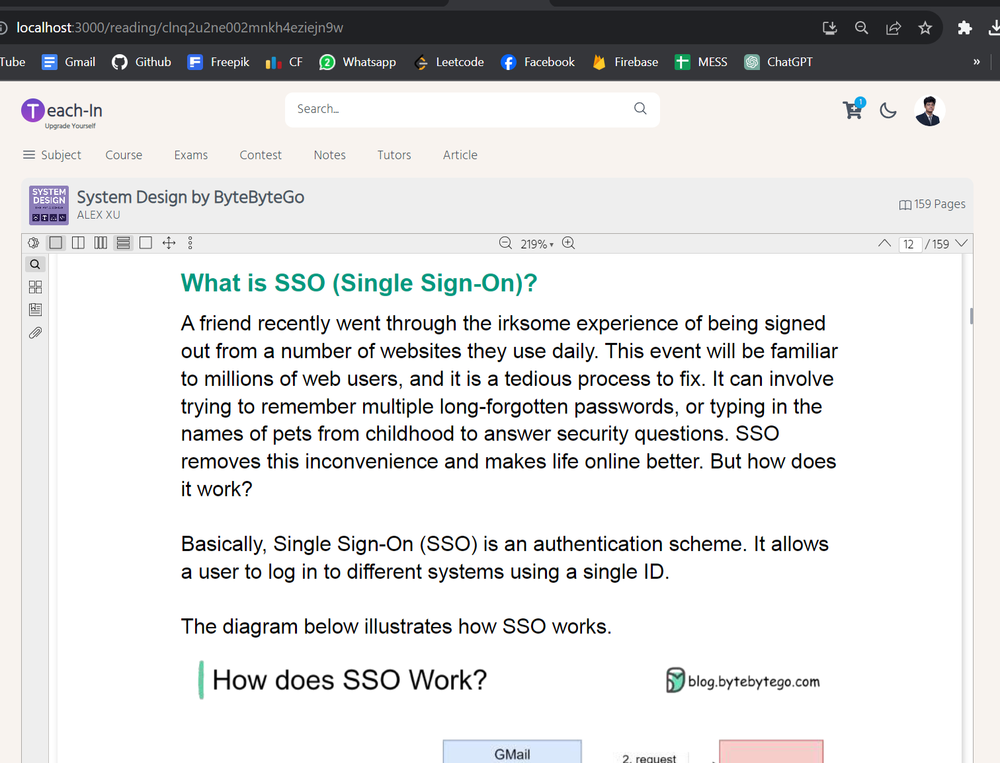 localhost:3000/reading/clnq2u2ne002mnkh4eziejn9w
Tube Gmail Github Freepik CF 2 Whatsapp Leetcode Facebook Firebase MESS ChatGPT »
Teach-In
Upgrade Yourself
Search...
1
Subject Course Exams Contest Notes Tutors Article
SYSTEM
DESIGN
System Design by ByteByteGo
ALEX XU
159 Pages
219% 12 / 159
What is SSO (Single Sign-On)?
A friend recently went through the irksome experience of being signed
out from a number of websites they use daily. This event will be familiar
to millions of web users, and it is a tedious process to fix. It can involve
trying to remember multiple long-forgotten passwords, or typing in the
names of pets from childhood to answer security questions. SSO
removes this inconvenience and makes life online better. But how does
it work?
Basically, Single Sign-On (SSO) is an authentication scheme. It allows
a user to log in to different systems using a single ID.
The diagram below illustrates how SSO works.
How does SSO Work?
blog.bytebytego.com
GMail
2. request